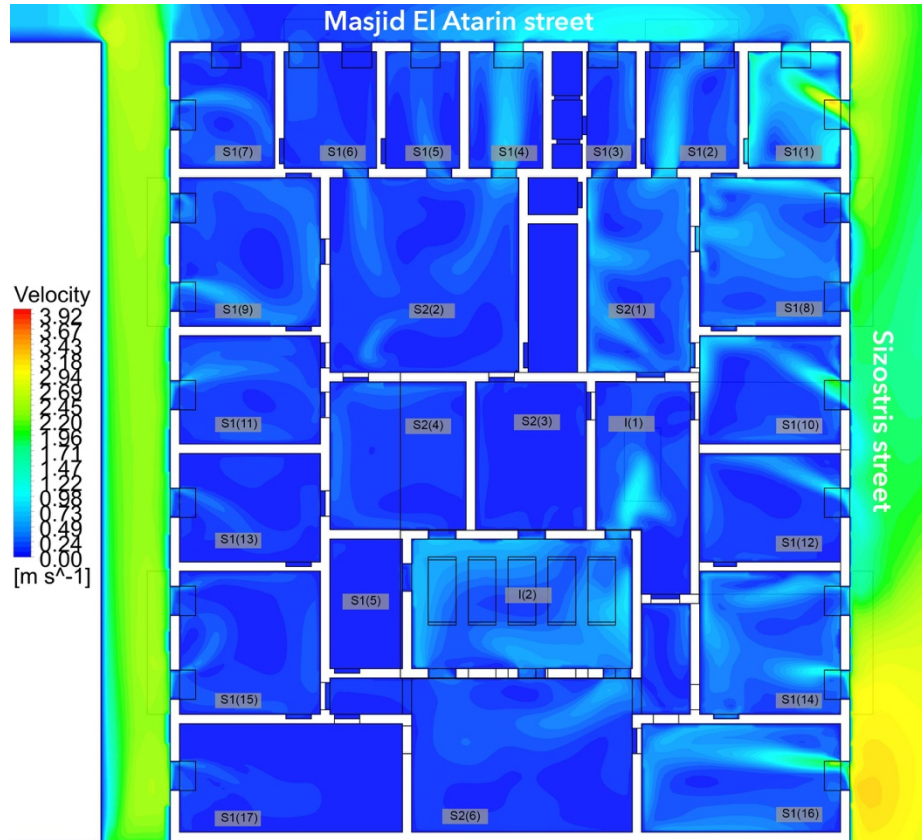 Masjid El Atarin street
S1(7)
S1(6)
S1(5)
S1(4)
S1(3)
S1(2)
S1(1)
S1(9)
S2(2)
S2(1)
S1(8)
Sizostris street
Velocity
3.92
3.67
3.43
3.18
2.94
2.69
2.45
2.20
1.96
1.71
1.47
1.22
0.98
0.73
0.49
0.24
0.00
[m s^-1]
S1(11)
S2(4)
S2(3)
I(1)
S1(10)
S1(13)
S1(12)
S1(5)
I(2)
S1(15)
S1(14)
S1(17)
S2(6)
S1(16)